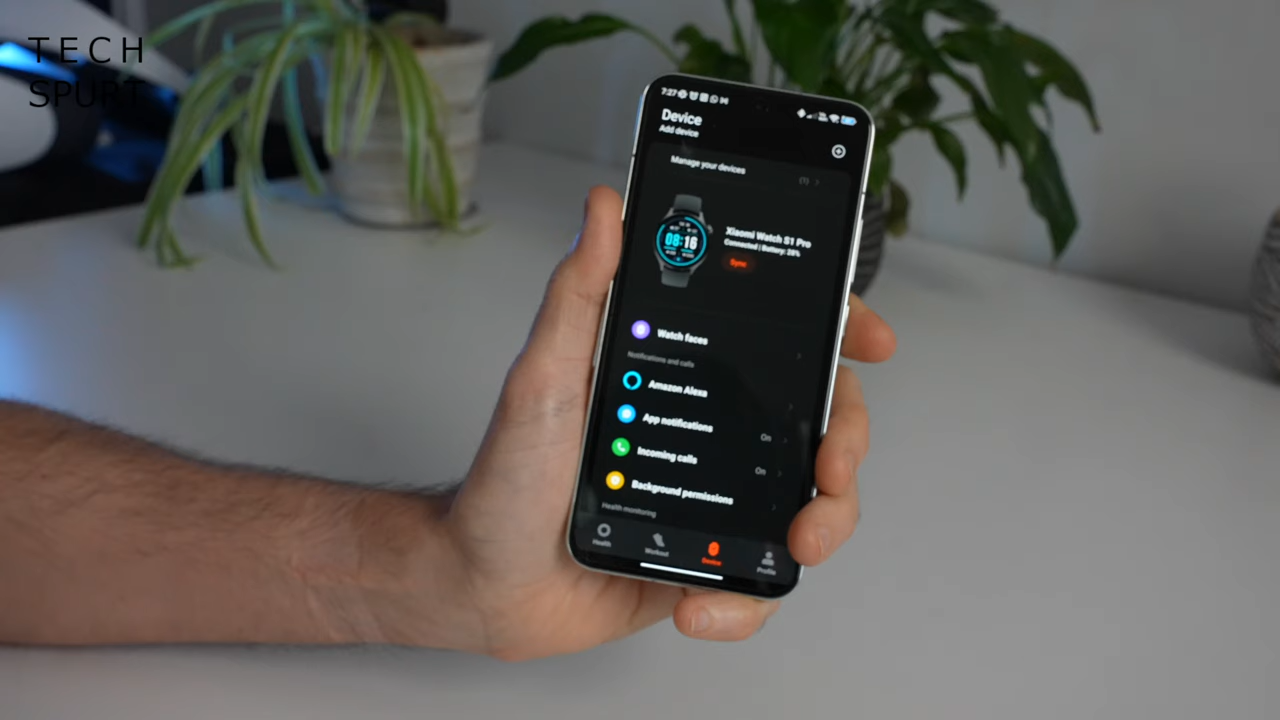 TECH
SPURT
7:27
Device
Add device
Manage your devices
(1)
08:16
Xiaomi Watch S1 Pro
Connected | Battery: 28%
Sync
Watch faces
Notifications and calls
Amazon Alexa
App notifications
On
Incoming calls
On
Background permissions
Health monitoring
Health
Workout
Device
Profile